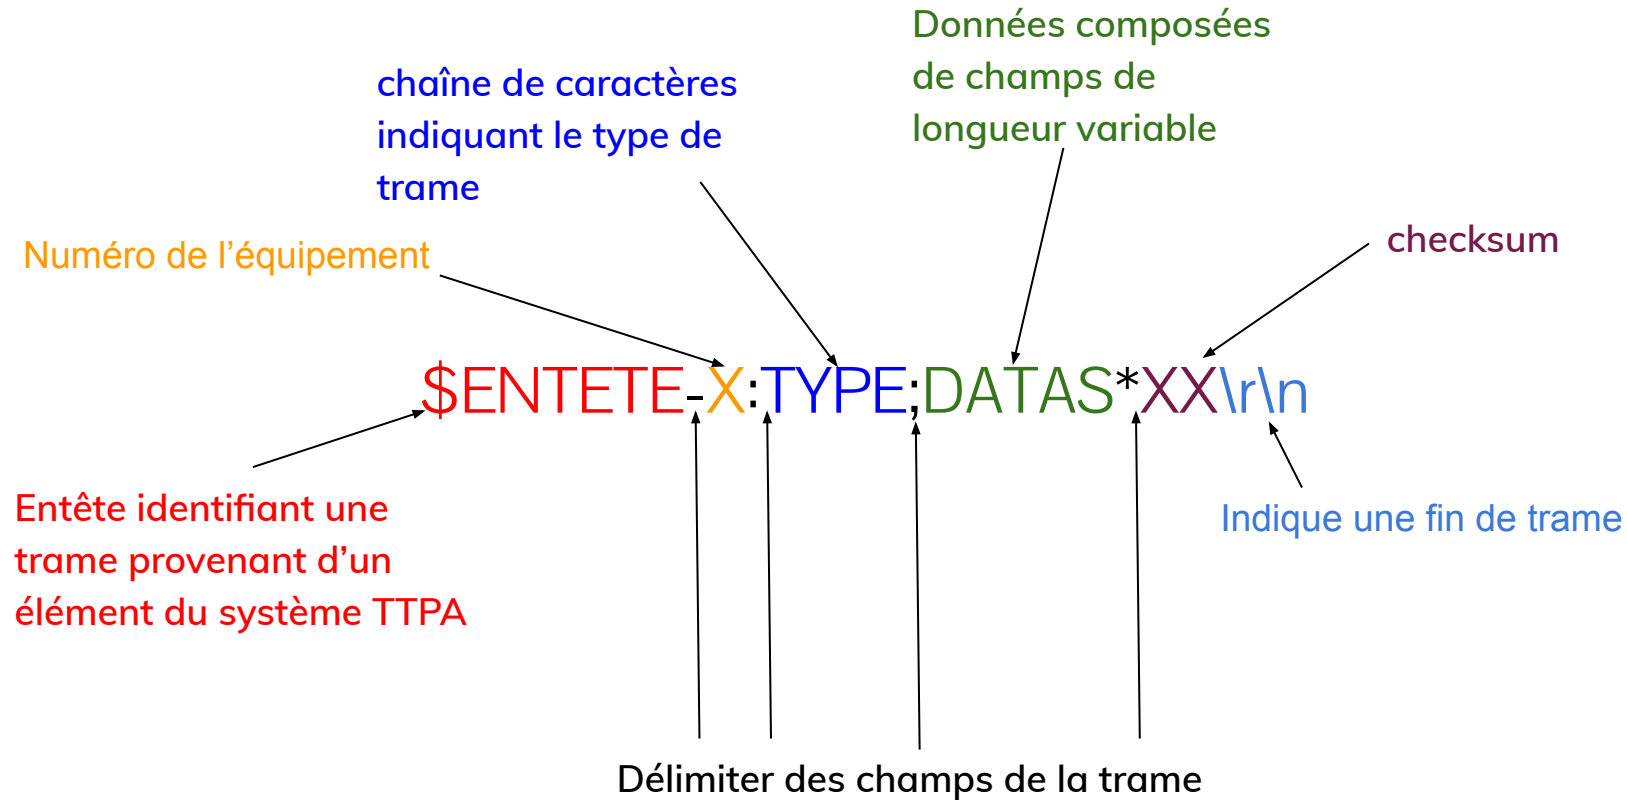 Données composées
de champs de
longueur variable
chaîne de caractères
indiquant le type de
trame
Numéro de l’équipement
checksum
$ENTETE-X:TYPE;DATAS*XX\r\n
Entête identifiant une
trame provenant d’un
élément du système TTPA
Indique une fin de trame
Délimiter des champs de la trame